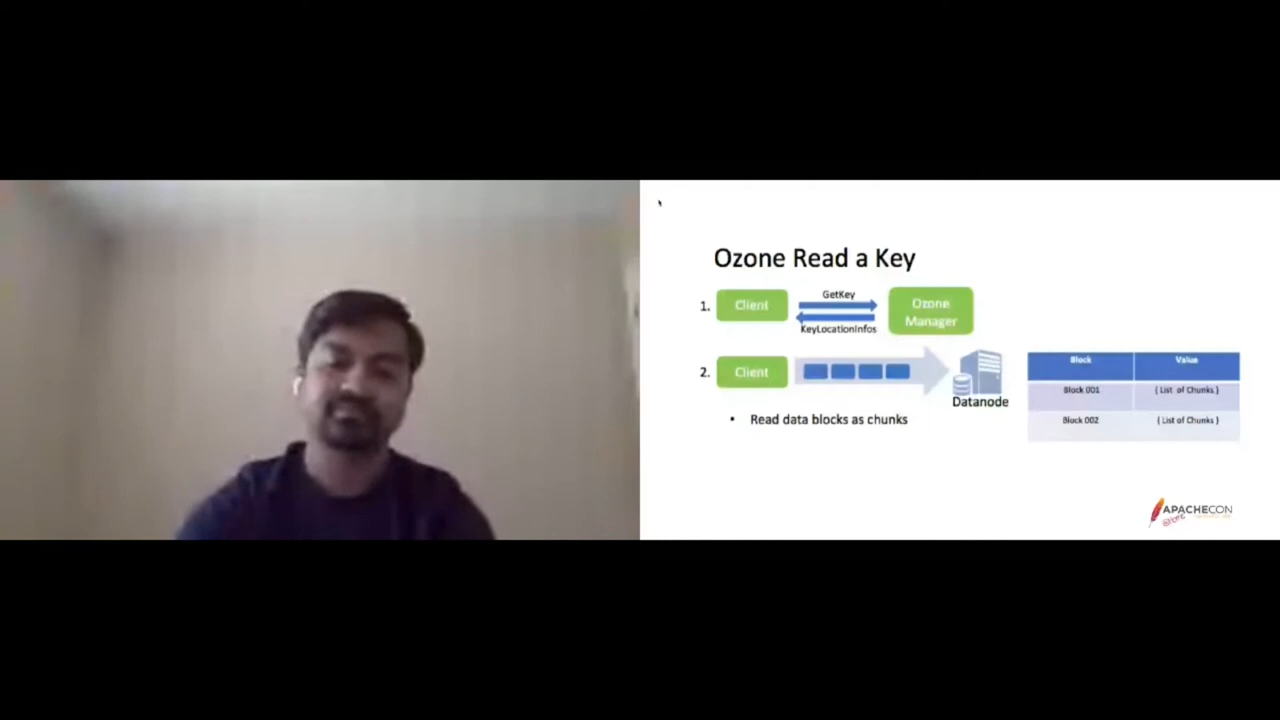 Ozone Read a Key
1. Client GetKey Ozone Manager
KeyLocationInfos
2. Client
Datanode
• Read data blocks as chunks
Block Value
Block 001 ( List of Chunks )
Block 002 ( List of Chunks )
APACHECON
@Home